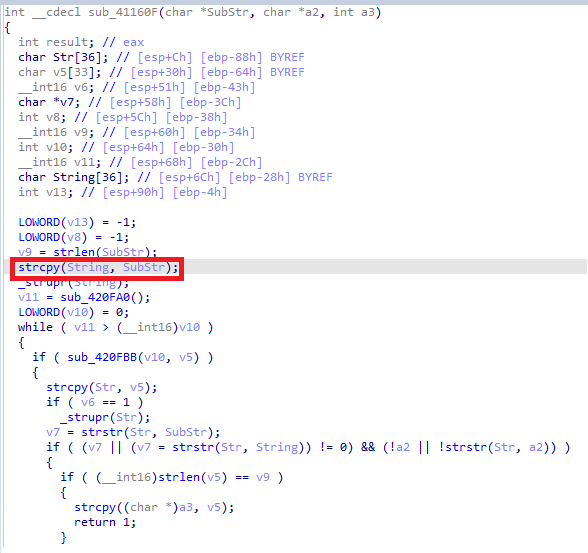 int __cdecl sub_41160F(char *SubStr, char *a2, int a3)
{
int result; // eax
char Str[36]; // [esp+Ch] [ebp-88h] BYREF
char v5[33]; // [esp+30h] [ebp-64h] BYREF
__int16 v6; // [esp+51h] [ebp-43h]
char *v7; // [esp+58h] [ebp-3Ch]
int v8; // [esp+5Ch] [ebp-38h]
__int16 v9; // [esp+60h] [ebp-34h]
int v10; // [esp+64h] [ebp-30h]
__int16 v11; // [esp+68h] [ebp-2Ch]
char String[36]; // [esp+6Ch] [ebp-28h] BYREF
int v13; // [esp+90h] [ebp-4h]
LOWORD(v13) = -1;
LOWORD(v8) = -1;
v9 = strlen(SubStr);
strcpy(String, SubStr);
_strupr(String);
v11 = sub_420FA0();
LOWORD(v10) = 0;
while ( v11 > (__int16)v10 )
{
if ( sub_420FBB(v10, v5) )
{
strcpy(Str, v5);
if ( v6 == 1 )
_strupr(Str);
v7 = strstr(Str, SubStr);
if ( (v7 || (v7 = strstr(Str, String)) != 0) && (!a2 || !strstr(Str, a2)) )
{
if ( (__int16)strlen(v5) == v9 )
{
strcpy((char *)a3, v5);
return 1;
}